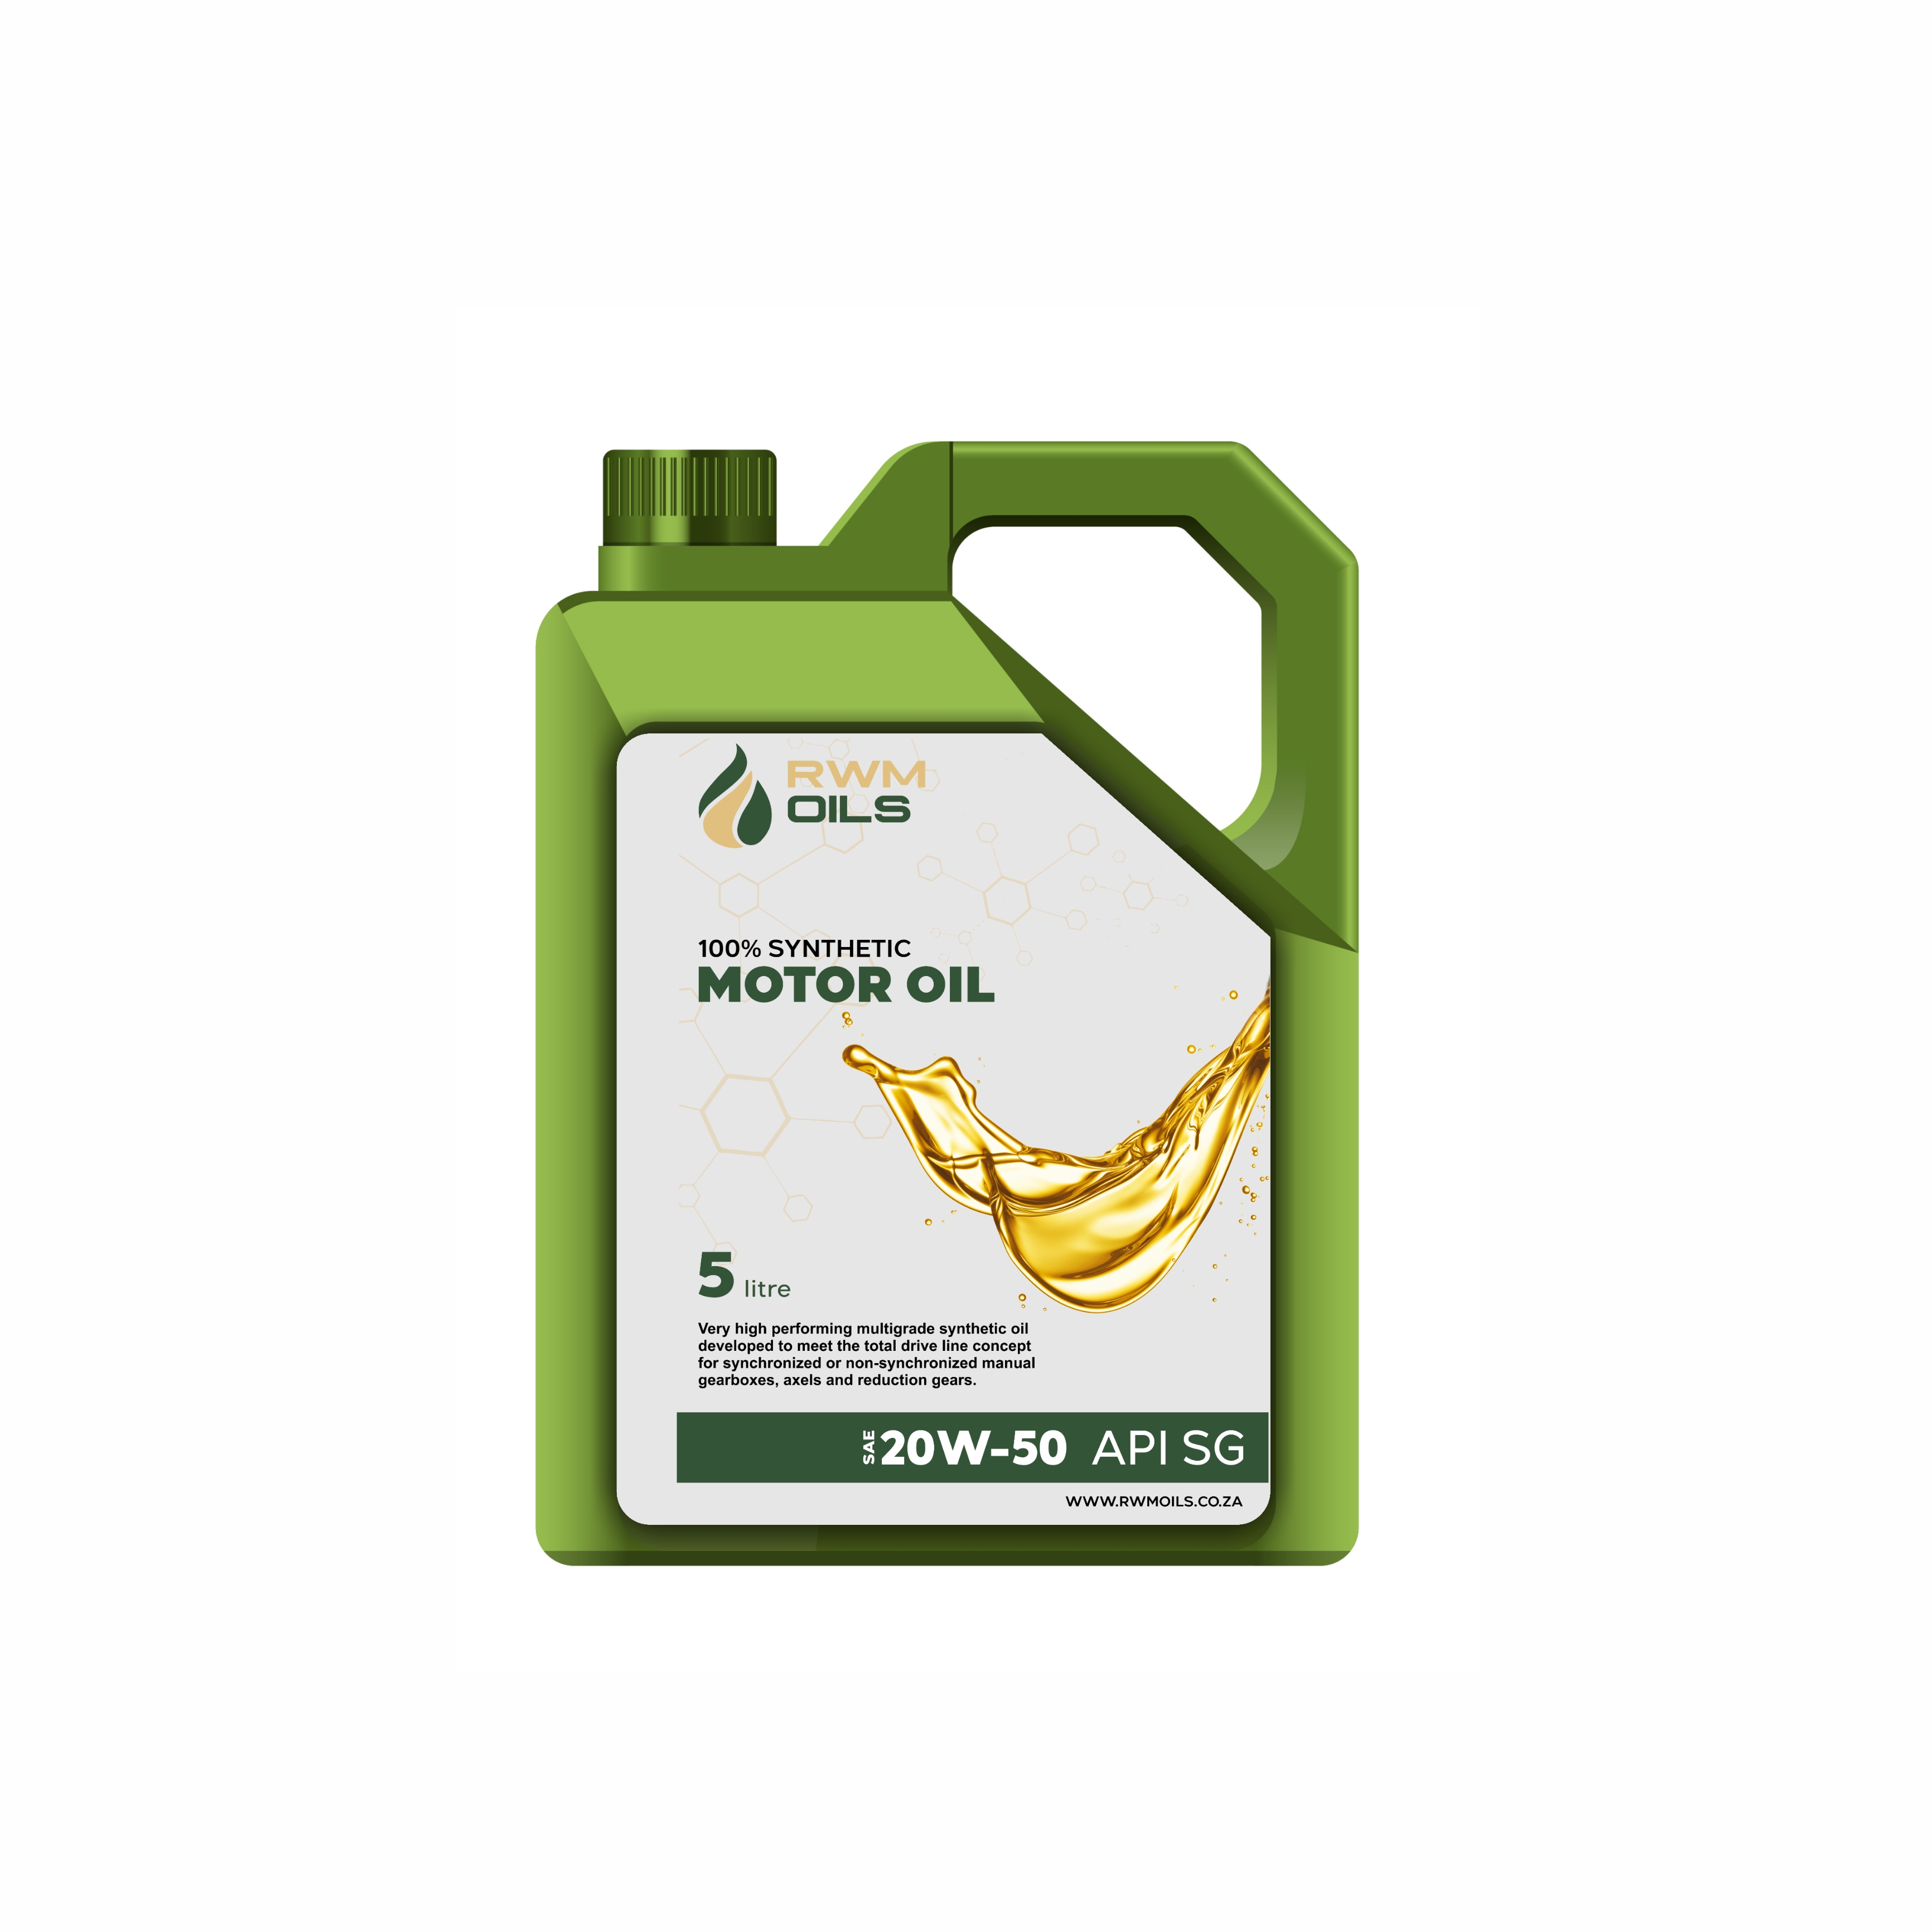 RWM
OILS
100% SYNTHETIC
MOTOR OIL
5 litre
Very high performing multigrade synthetic oil
developed to meet the total drive line concept
for synchronized or non-synchronized manual
gearboxes, axels and reduction gears.
SAE 20W-50 API SG
WWW.RWMOILS.CO.ZA